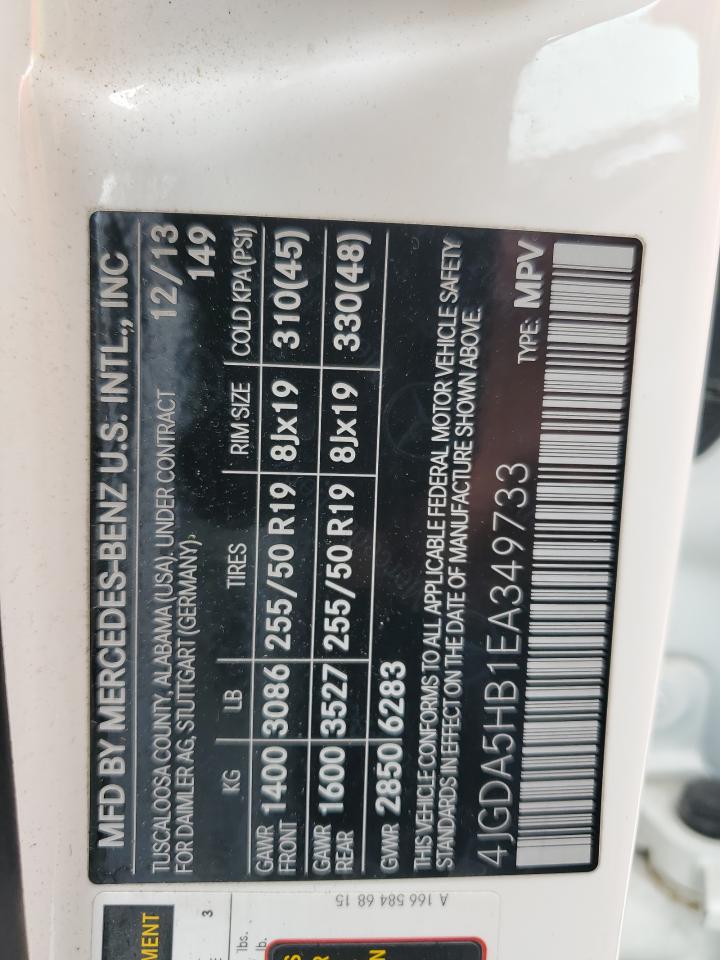 MFD BY MERCEDES-BENZ U.S. INTL., INC
TUSCALOOSA COUNTY, ALABAMA (USA), UNDER CONTRACT 12/13
FOR DAIMLER AG, STUTTGART (GERMANY) 149
KG LB TIRES RIM SIZE COLD KPA(PSI)
GAWR FRONT 1400 3086 255/50 R19 8Jx19 310(45)
GAWR REAR 1600 3527 255/50 R19 8Jx19 330(48)
GVWR 2850 6283
THIS VEHICLE CONFORMS TO ALL APPLICABLE FEDERAL MOTOR VEHICLE SAFETY
STANDARDS IN EFFECT ON THE DATE OF MANUFACTURE SHOWN ABOVE.
4JGDA5HB1EA349733 TYPE: MPV
A 166 584 68 15
MENT
3
lbs.
lb.